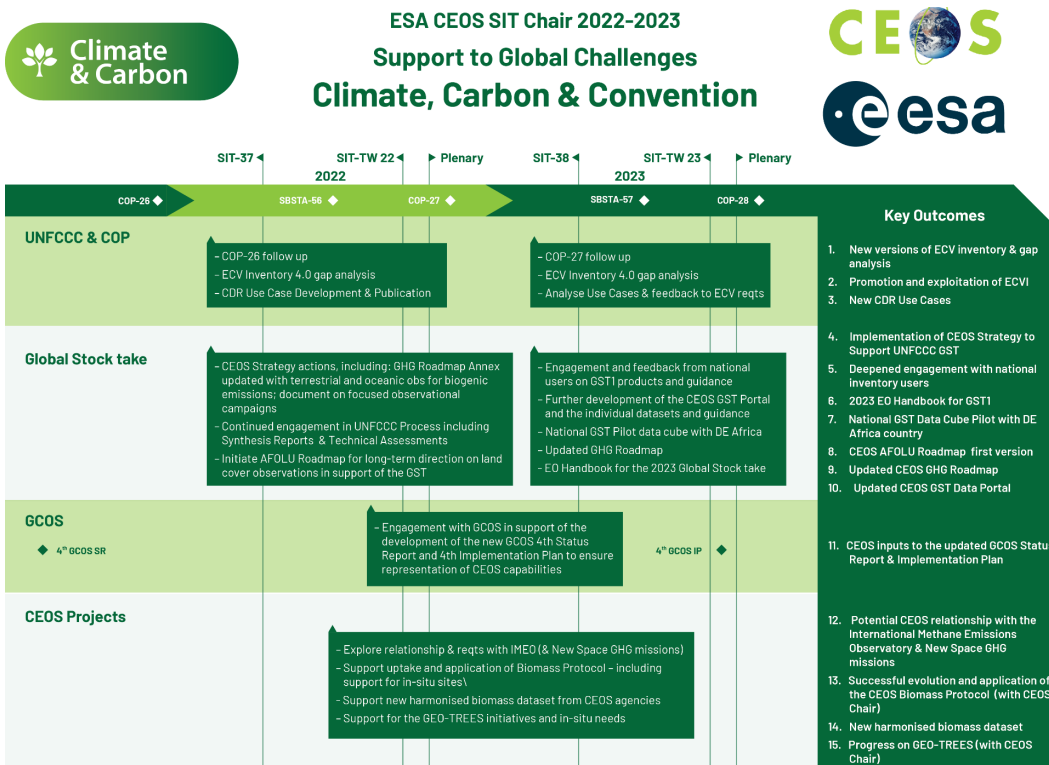 Climate
& Carbon
ESA CEOS SIT Chair 2022-2023
Support to Global Challenges
Climate, Carbon & Convention
CEOS
esa
SIT-37
SIT-TW 22
Plenary
SIT-38
SIT-TW 23
Plenary
2022
2023
COP-26
SBSTA-56
COP-27
SBSTA-57
COP-28
UNFCCC & COP
– COP-26 follow up
– ECV Inventory 4.0 gap analysis
– CDR Use Case Development & Publication
– COP-27 follow up
– ECV Inventory 4.0 gap analysis
– Analyse Use Cases & feedback to ECV reqts
Global Stock take
– CEOS Strategy actions, including: GHG Roadmap Annex
updated with terrestrial and oceanic obs for biogenic
emissions; document on focused observational
campaigns
– Continued engagement in UNFCCC Process including
Synthesis Reports & Technical Assessments
– Initiate AFOLU Roadmap for long-term direction on land
cover observations in support of the GST
– Engagement and feedback from national
users on GST1 products and guidance
– Further development of the CEOS GST Portal
and the individual datasets and guidance
– National GST Pilot data cube with DE Africa
– Updated GHG Roadmap
– EO Handbook for the 2023 Global Stock take
GCOS
4th GCOS SR
– Engagement with GCOS in support of the
development of the new GCOS 4th Status
Report and 4th Implementation Plan to ensure
representation of CEOS capabilities
4th GCOS IP
CEOS Projects
– Explore relationship & reqts with IMEO (& New Space GHG missions)
– Support uptake and application of Biomass Protocol – including
support for in-situ sites\
– Support new harmonised biomass dataset from CEOS agencies
– Support for the GEO-TREES initiatives and in-situ needs
Key Outcomes
1. New versions of ECV inventory & gap
analysis
2. Promotion and exploitation of ECVI
3. New CDR Use Cases
4. Implementation of CEOS Strategy to
Support UNFCCC GST
5. Deepened engagement with national
inventory users
6. 2023 EO Handbook for GST1
7. National GST Data Cube Pilot with DE
Africa country
8. CEOS AFOLU Roadmap first version
9. Updated CEOS GHG Roadmap
10. Updated CEOS GST Data Portal
11. CEOS inputs to the updated GCOS Statu
Report & Implementation Plan
12. Potential CEOS relationship with the
International Methane Emissions
Observatory & New Space GHG
missions
13. Successful evolution and application of
the CEOS Biomass Protocol (with CEOS
Chair)
14. New harmonised biomass dataset
15. Progress on GEO-TREES (with CEOS
Chair)